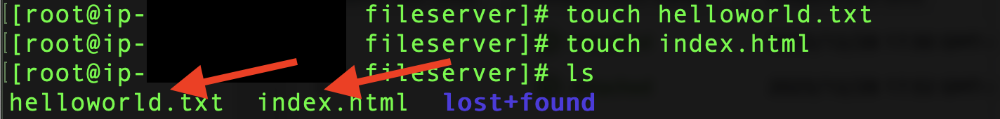 [[root@ip- fileserver]# touch helloworld.txt
[[root@ip- fileserver]# touch index.html
[[root@ip- fileserver]# ls
helloworld.txt index.html lost+found